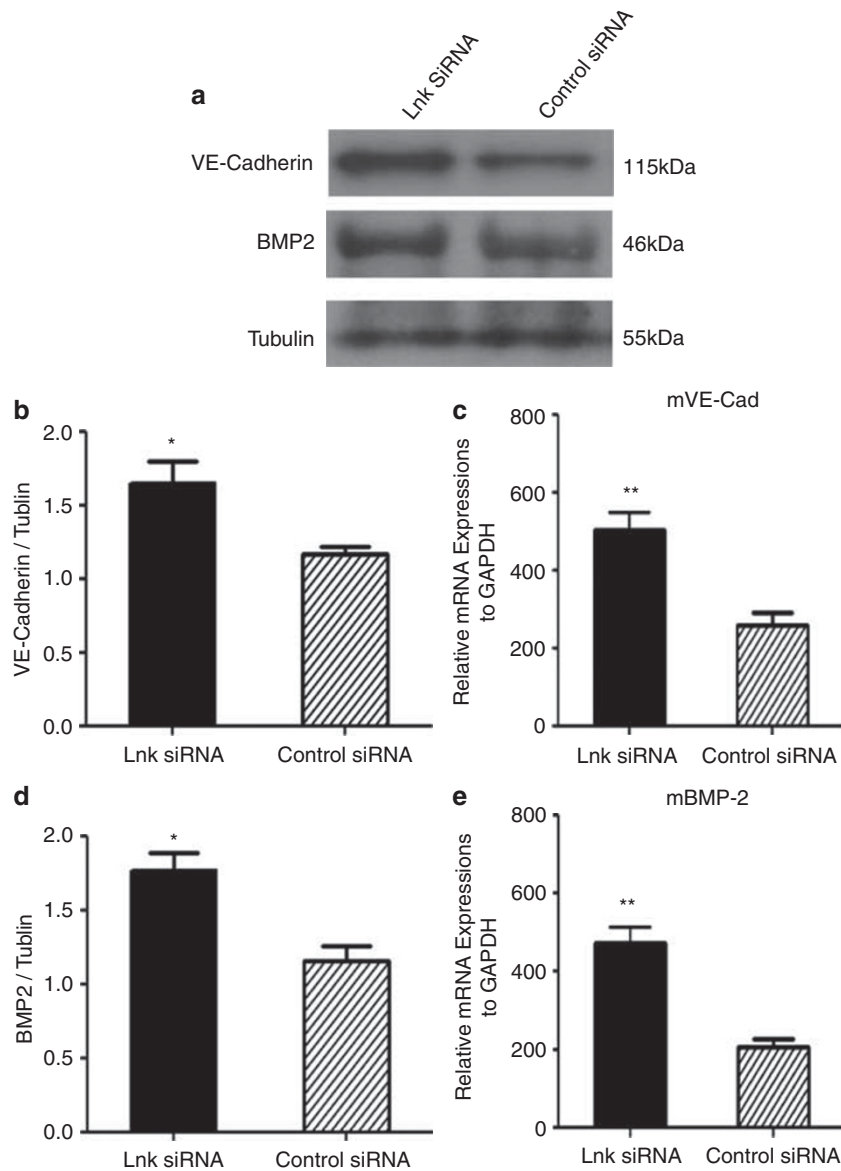 a
Lnk SiRNA
Control siRNA
VE-Cadherin
115kDa
BMP2
46kDa
Tubulin
55kDa
b
VE-Cadherin / Tublin
2.0
1.5
1.0
0.5
0.0
*
Lnk siRNA
Control siRNA
c
mVE-Cad
Relative mRNA Expressions
to GAPDH
800
600
400
200
0
**
Lnk siRNA
Control siRNA
d
BMP2 / Tublin
2.0
1.5
1.0
0.5
0.0
*
Lnk siRNA
Control siRNA
e
mBMP-2
Relative mRNA Expressions
to GAPDH
800
600
400
200
0
**
Lnk siRNA
Control siRNA